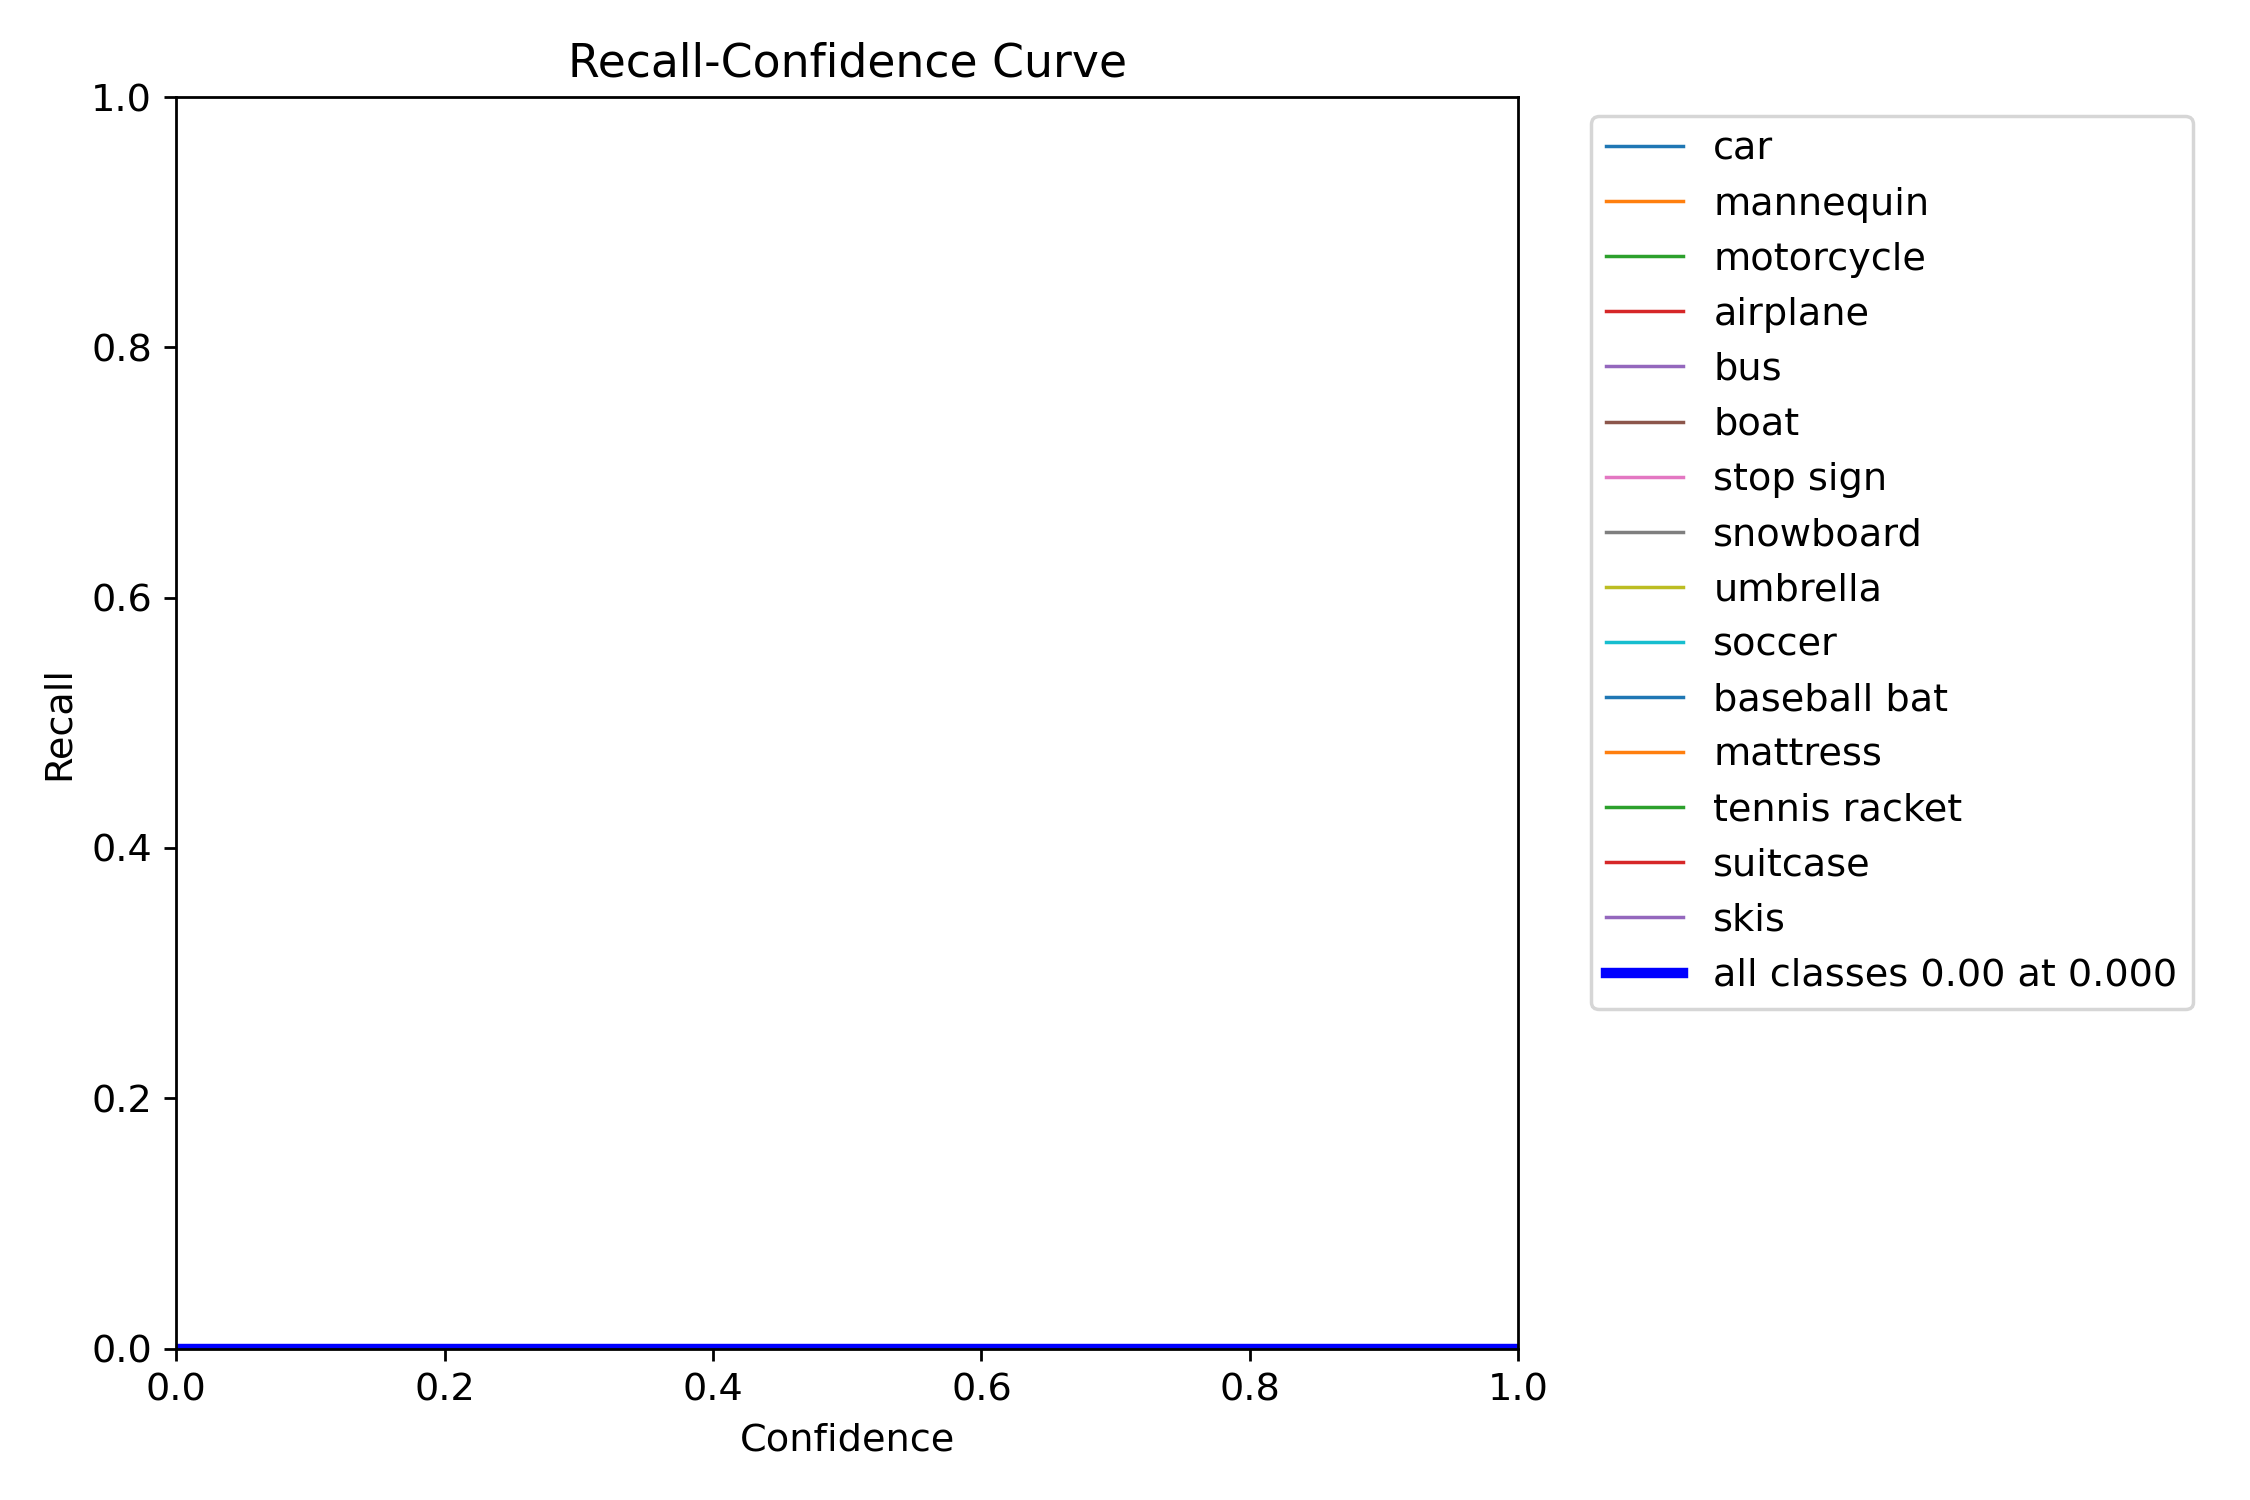 Recall-Confidence Curve
1.0
0.8
0.6
0.4
0.2
0.0
Recall
0.0 0.2 0.4 0.6 0.8 1.0
Confidence
car
mannequin
motorcycle
airplane
bus
boat
stop sign
snowboard
umbrella
soccer
baseball bat
mattress
tennis racket
suitcase
skis
all classes 0.00 at 0.000